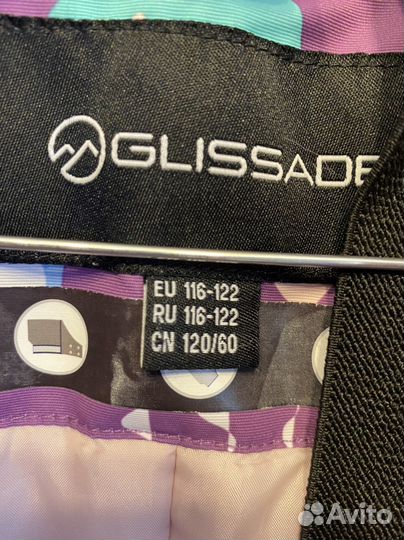 GLISSADE
EU 116-122
RU 116-122
CN 120/60
Avito